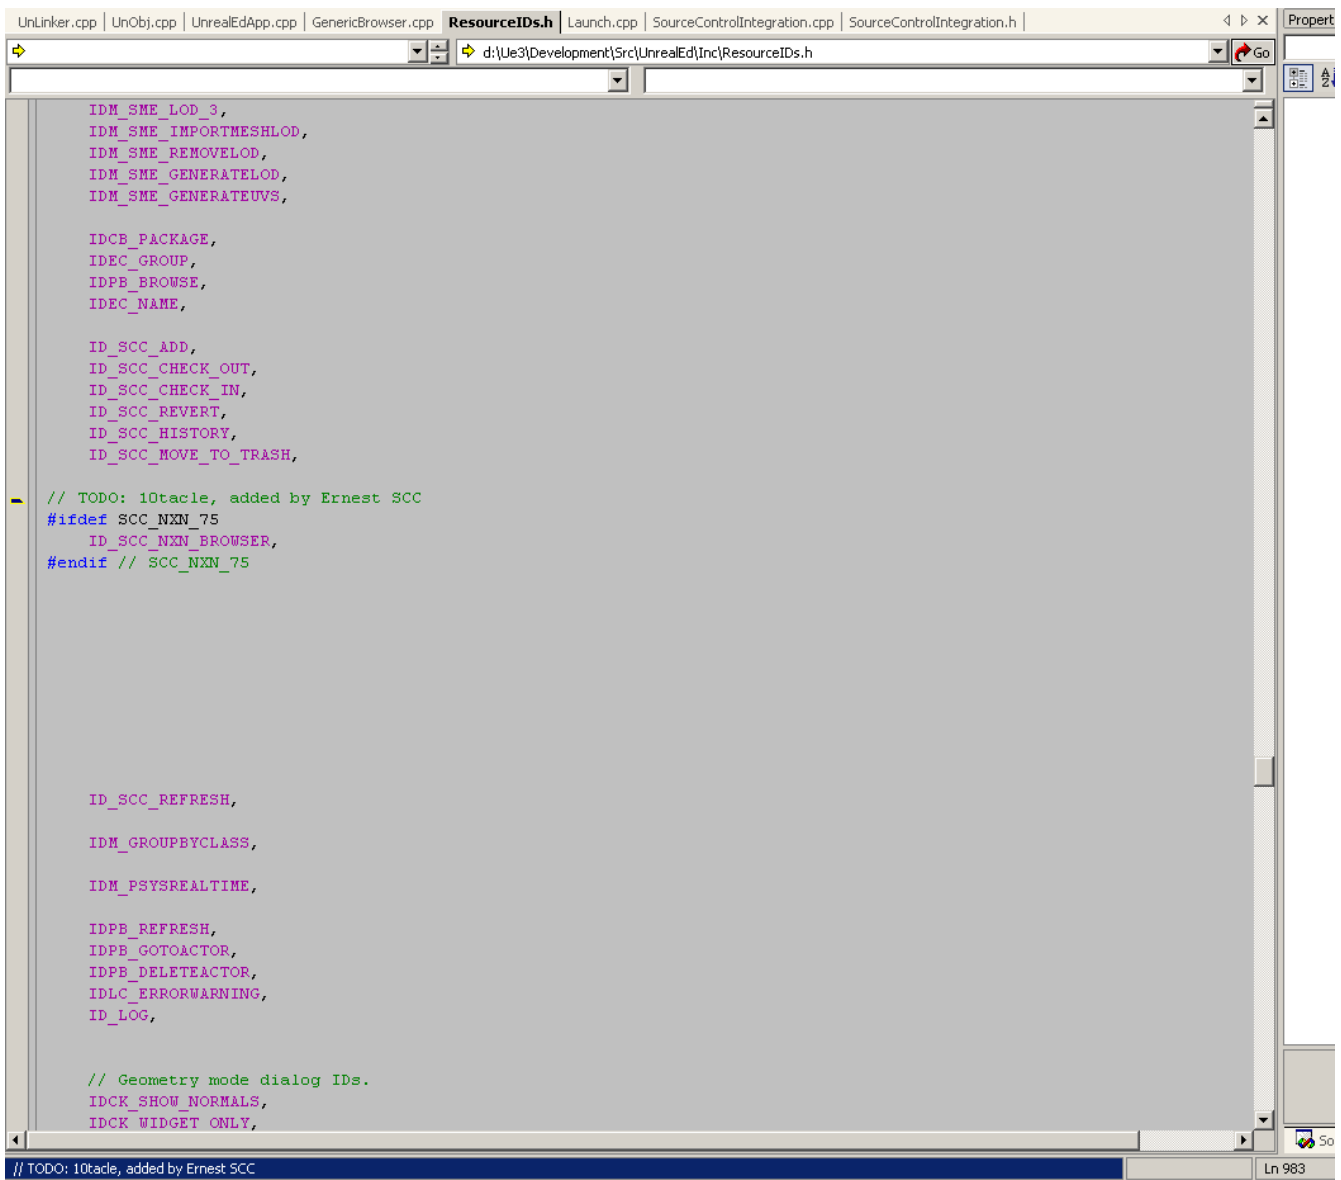 UnLinker.cpp | UnObj.cpp | UnrealEdApp.cpp | GenericBrowser.cpp ResourceIDs.h Launch.cpp | SourceControlIntegration.cpp | SourceControlIntegration.h |
Propert
d:\Ue3\Development\Src\UnrealEd\Inc\ResourceIDs.h
Go
IDM_SME_LOD_3,
IDM_SME_IMPORTMESHLOD,
IDM_SME_REMOVELOD,
IDM_SME_GENERATELOD,
IDM_SME_GENERATEUVS,
IDCB_PACKAGE,
IDEC_GROUP,
IDPB_BROWSE,
IDEC_NAME,
ID_SCC_ADD,
ID_SCC_CHECK_OUT,
ID_SCC_CHECK_IN,
ID_SCC_REVERT,
ID_SCC_HISTORY,
ID_SCC_MOVE_TO_TRASH,
// TODO: 10tacle, added by Ernest SCC
#ifdef SCC_NXN_75
ID_SCC_NXN_BROWSER,
#endif // SCC_NXN_75
ID_SCC_REFRESH,
IDM_GROUPBYCLASS,
IDM_PSYSREALTIME,
IDPB_REFRESH,
IDPB_GOTOACTOR,
IDPB_DELETEACTOR,
IDLC_ERRORWARNING,
ID_LOG,
// Geometry mode dialog IDs.
IDCK_SHOW_NORMALS,
IDCK_WIDGET_ONLY,
So
// TODO: 10tacle, added by Ernest SCC
Ln 983